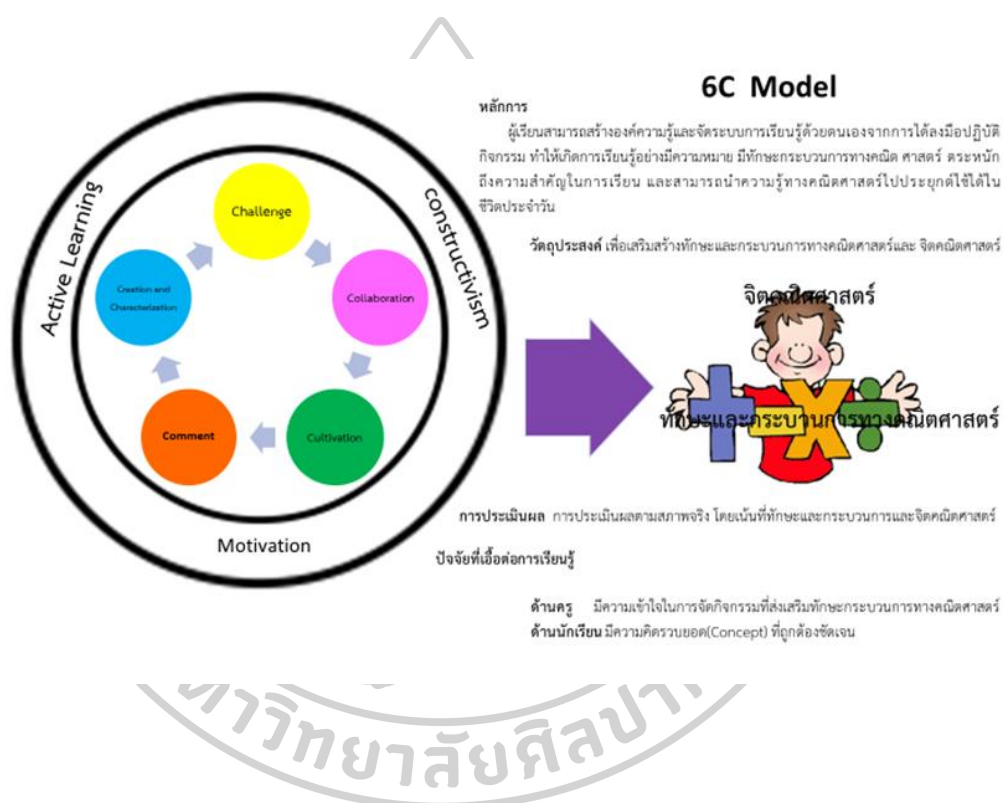 6C Model
หลักการ
ผู้เรียนสามารถสร้างองค์ความรู้และจัดระบบการเรียนรู้ด้วยตนเองจากการได้ลงมือปฏิบัติ
กิจกรรม ทำให้เกิดการเรียนรู้อย่างมีความหมาย มีทักษะกระบวนการทางคณิต ศาสตร์ ตระหนัก
ถึงความสำคัญในการเรียน และสามารถนำความรู้ทางคณิตศาสตร์ไปประยุกต์ใช้ได้ใน
ชีวิตประจำวัน
วัตถุประสงค์ เพื่อเสริมสร้างทักษะและกระบวนการทางคณิตศาสตร์และ จิตคณิตศาสตร์
Active Learning
constructivism
Motivation
Challenge
Collaboration
Cultivation
Comment
Creation and
Characterization
จิตคณิตศาสตร์
ทักษะและกระบวนการทางคณิตศาสตร์
การประเมินผล การประเมินผลตามสภาพจริง โดยเน้นที่ทักษะและกระบวนการและจิตคณิตศาสตร์
ปัจจัยที่เอื้อต่อการเรียนรู้
ด้านครู มีความเข้าใจในการจัดกิจกรรมที่ส่งเสริมทักษะกระบวนการทางคณิตศาสตร์
ด้านนักเรียน มีความคิดรวบยอด(Concept) ที่ถูกต้องชัดเจน